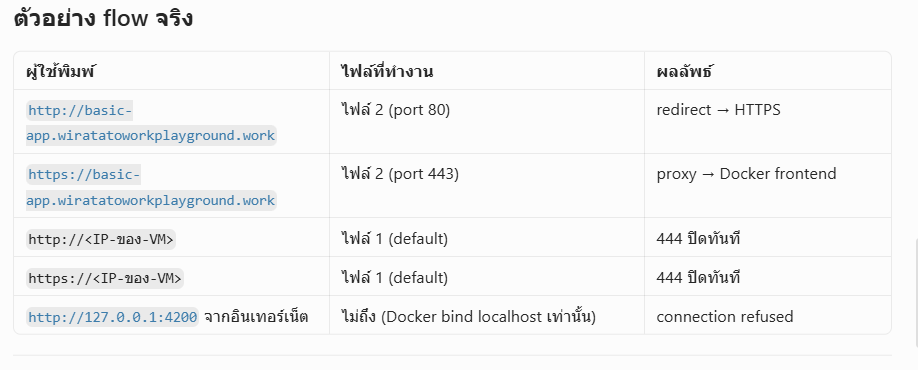 ตัวอย่าง flow จริง
ผู้ใช้พิมพ์ ไฟล์ที่ทำงาน ผลลัพธ์
http://basic-
app.wiratatoworkplayground.work ไฟล์ 2 (port 80) redirect → HTTPS
https://basic-
app.wiratatoworkplayground.work ไฟล์ 2 (port 443) proxy → Docker frontend
http://<IP-ของ-VM> ไฟล์ 1 (default) 444 ปิดทันที
https://<IP-ของ-VM> ไฟล์ 1 (default) 444 ปิดทันที
http://127.0.0.1:4200 จากอินเทอร์เน็ต ไม่ถึง (Docker bind localhost เท่านั้น) connection refused